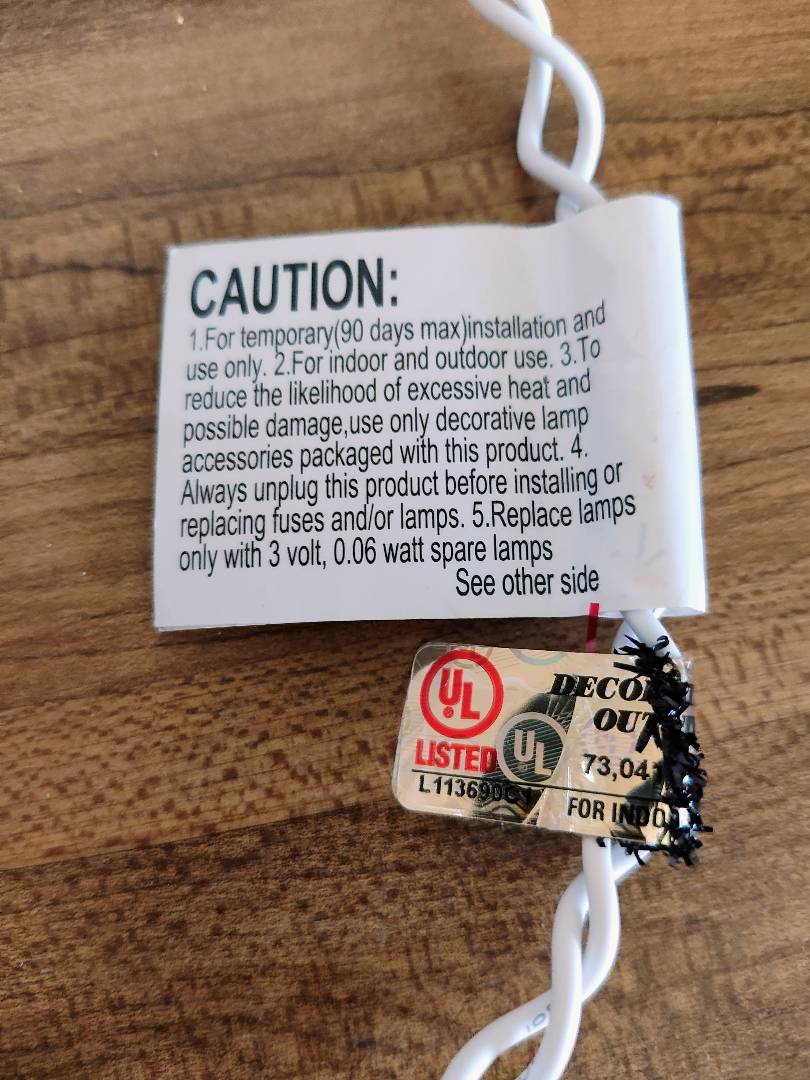 CAUTION:
1.For temporary(90 days max)installation and
use only. 2.For indoor and outdoor use. 3.To
reduce the likelihood of excessive heat and
possible damage,use only decorative lamp
accessories packaged with this product. 4.
Always unplug this product before installing or
replacing fuses and/or lamps. 5.Replace lamps
only with 3 volt, 0.06 watt spare lamps
See other side
UL
LISTED
UL
73,04
FOR